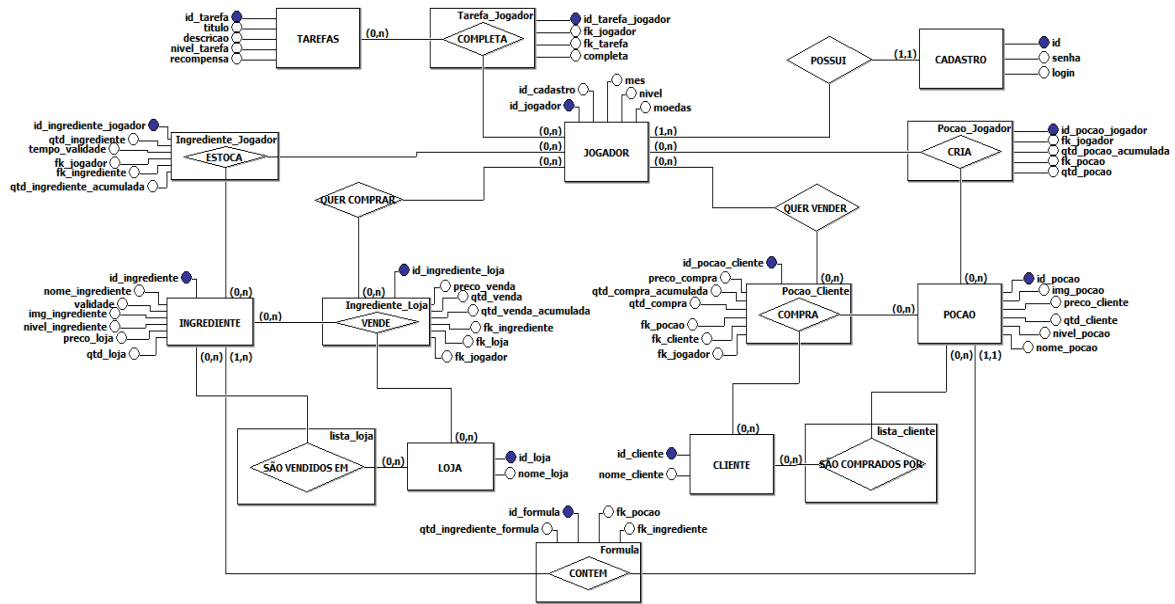 id_tarefa
titulo
descricao
nivel_tarefa
recompensa
TAREFAS
(0,n)
Tarefa_Jogador
COMPLETA
id_tarefa_jogador
fk_jogador
fk_tarefa
completa
POSSUI
(1,1)
CADASTRO
id
senha
login
id_cadastro
id_jogador
mes
nivel
moedas
JOGADOR
(0,n)
(0,n)
(0,n)
(1,n)
(0,n)
(0,n)
id_ingrediente_jogador
qtd_ingrediente
tempo_validade
fk_jogador
fk_ingrediente
qtd_ingrediente_acumulada
Ingrediente_Jogador
ESTOCA
Pocao_Jogador
CRIA
id_pocao_jogador
fk_jogador
qtd_pocao_acumulada
fk_pocao
qtd_pocao
QUER COMPRAR
QUER VENDER
id_ingrediente
nome_ingrediente
validade
img_ingrediente
nivel_ingrediente
preco_loja
qtd_loja
INGREDIENTE
(0,n)
(0,n)
(0,n)
(1,n)
id_ingrediente_loja
preco_venda
qtd_venda
qtd_venda_acumulada
fk_ingrediente
fk_loja
fk_jogador
(0,n)
Ingrediente_Loja
VENDE
id_pocao_cliente
preco_compra
qtd_compra_acumulada
qtd_compra
fk_pocao
fk_cliente
fk_jogador
(0,n)
Pocao_Cliente
COMPRA
(0,n)
(0,n)
POCAO
id_pocao
img_pocao
preco_cliente
qtd_cliente
nivel_pocao
nome_pocao
(0,n)
(1,1)
lista_loja
SÃO VENDIDOS EM
(0,n)
(0,n)
LOJA
id_loja
nome_loja
id_cliente
nome_cliente
(0,n)
CLIENTE
(0,n)
lista_cliente
SÃO COMPRADOS POR
id_formula
qtd_ingrediente_formula
fk_pocao
fk_ingrediente
Formula
CONTEM